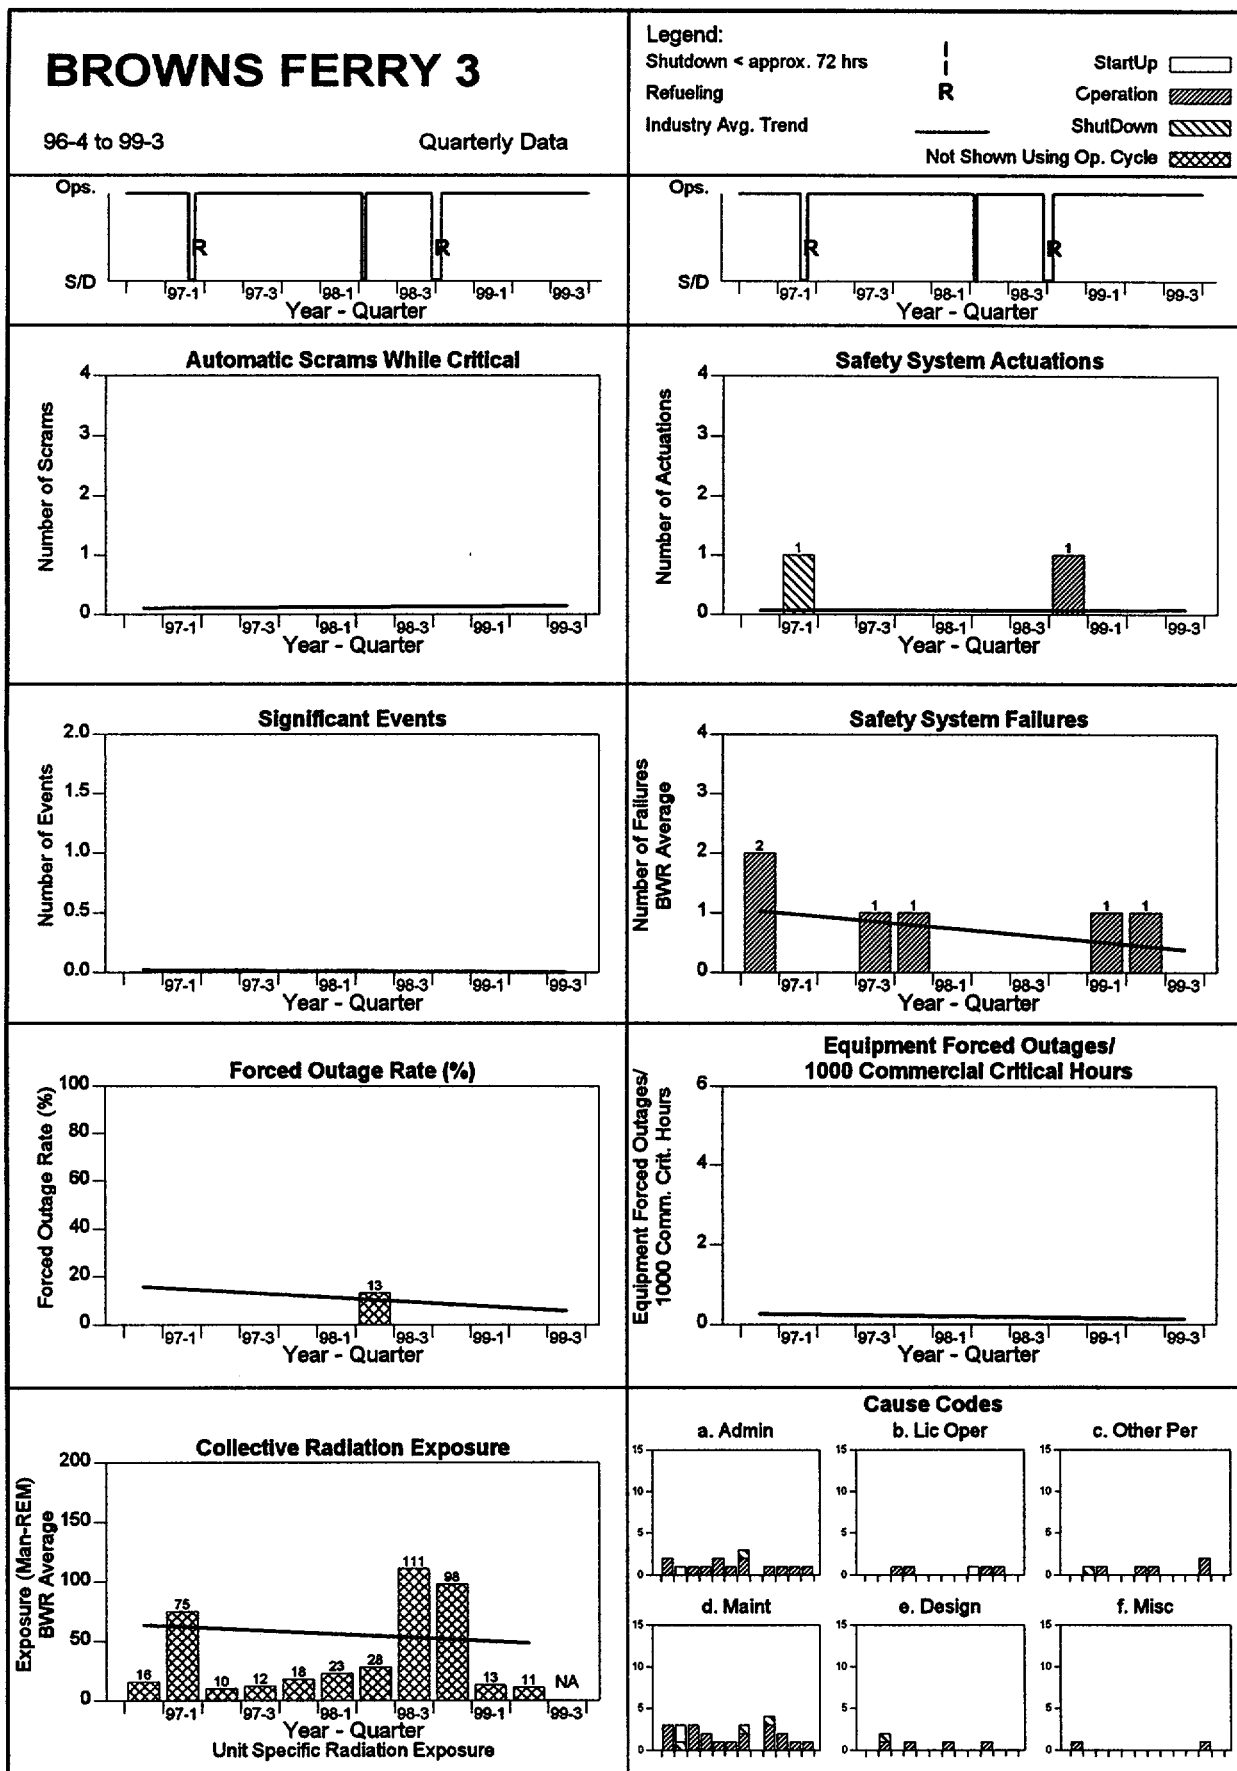 BROWNS FERRY 3
96-4 to 99-3 Quarterly Data
Legend:
Shutdown < approx. 72 hrs
Refueling R
Industry Avg. Trend
StartUp
Operation
ShutDown
Not Shown Using Op. Cycle
Ops.
S/D
R R
97-1 97-3 98-1 98-3 99-1 99-3
Year - Quarter
Ops.
S/D
R R
97-1 97-3 98-1 98-3 99-1 99-3
Year - Quarter
Automatic Scrams While Critical
Number of Scrams
4
3
2
1
0
97-1 97-3 98-1 98-3 99-1 99-3
Year - Quarter
Safety System Actuations
Number of Actuations
4
3
2
1
0
1 1
97-1 97-3 98-1 98-3 99-1 99-3
Year - Quarter
Significant Events
Number of Events
2.0
1.5
1.0
0.5
0.0
97-1 97-3 98-1 98-3 99-1 99-3
Year - Quarter
Safety System Failures
Number of Failures
BWR Average
4
3
2
1
0
2 1 1 1 1
97-1 97-3 98-1 98-3 99-1 99-3
Year - Quarter
Forced Outage Rate (%)
Forced Outage Rate (%)
100
80
60
40
20
0
13
97-1 97-3 98-1 98-3 99-1 99-3
Year - Quarter
Equipment Forced Outages/
1000 Commercial Critical Hours
Equipment Forced Outages/
1000 Comm. Crit. Hours
6
4
2
0
97-1 97-3 98-1 98-3 99-1 99-3
Year - Quarter
Collective Radiation Exposure
Exposure (Man-REM)
BWR Average
200
150
100
50
0
16 75 10 12 18 23 28 111 98 13 11 NA
97-1 97-3 98-1 98-3 99-1 99-3
Year - Quarter
Unit Specific Radiation Exposure
Cause Codes
a. Admin
15
10
5
0
b. Lic Oper
15
10
5
0
c. Other Per
15
10
5
0
d. Maint
15
10
5
0
e. Design
15
10
5
0
f. Misc
15
10
5
0